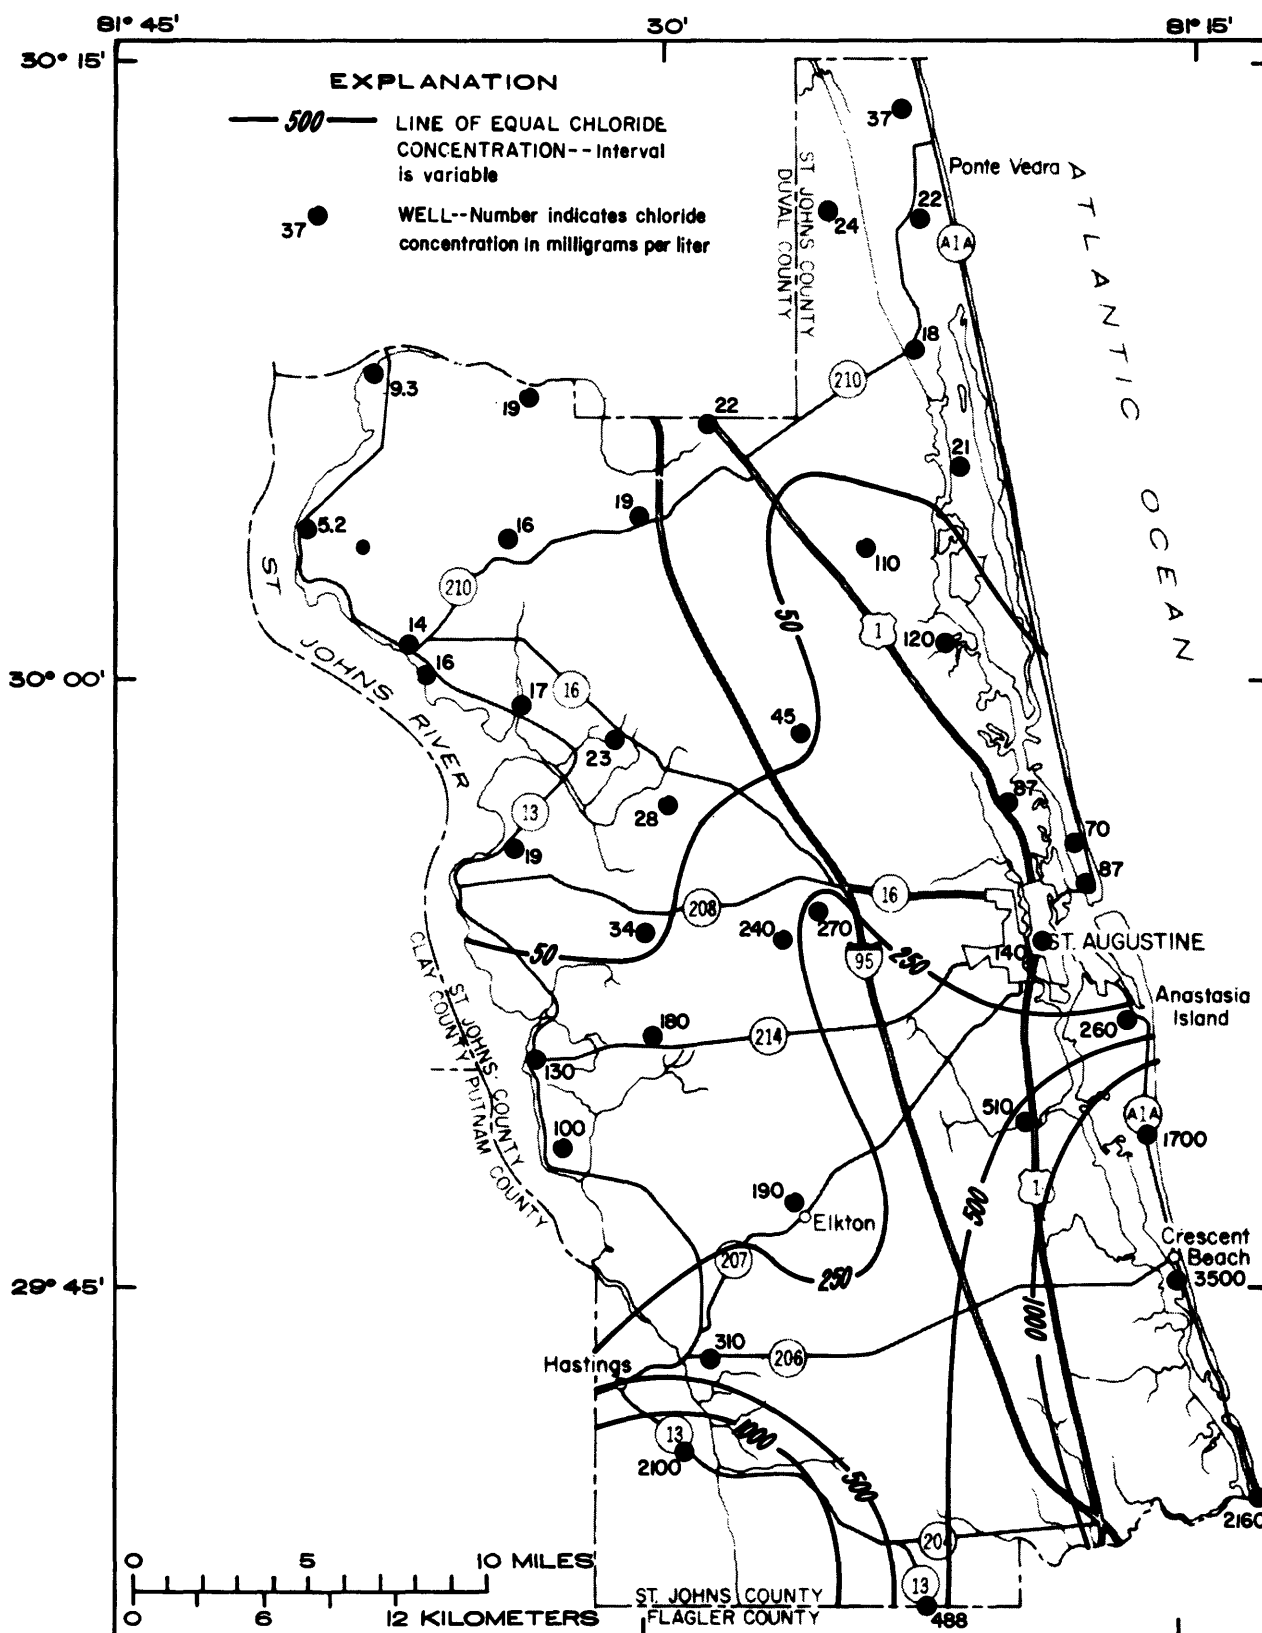 81° 45'
30'
81° 15'
30° 15'
EXPLANATION
500
LINE OF EQUAL CHLORIDE
CONCENTRATION--Interval
is variable
37
WELL--Number indicates chloride
concentration in milligrams per liter
37
Ponte Vedra
ATLANTIC OCEAN
ST. JOHNS COUNTY
DUVAL COUNTY
24
22
A1A
18
210
9.3
19
22
21
5.2
16
19
110
210
50
1
ST JOHNS RIVER
14
120
30° 00'
16
16
17
45
23
87
28
13
70
19
87
16
208
34
240
270
50
250
95
140
ST. AUGUSTINE
CLAY COUNTY
ST. JOHNS COUNTY
PUTNAM COUNTY
Anastasia
Island
260
180
214
130
510
A1A
1700
100
190
500
1
Elkton
207
250
Crescent
Beach
3500
29° 45'
1000
310
206
Hastings
13
1000
2100
500
2160
204
0 5 10 MILES
0 6 12 KILOMETERS
13
ST. JOHNS COUNTY
FLAGLER COUNTY
488